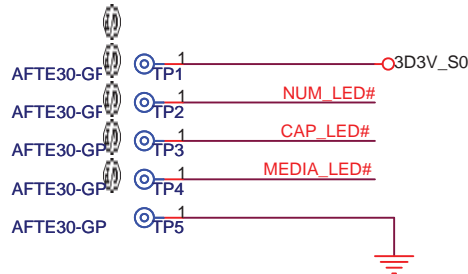 1
TP1
3D3V_S0
AFTE30-GP
1
TP2
NUM_LED#
AFTE30-GP
1
TP3
CAP_LED#
AFTE30-GP
1
TP4
MEDIA_LED#
AFTE30-GP
1
TP5
AFTE30-GP